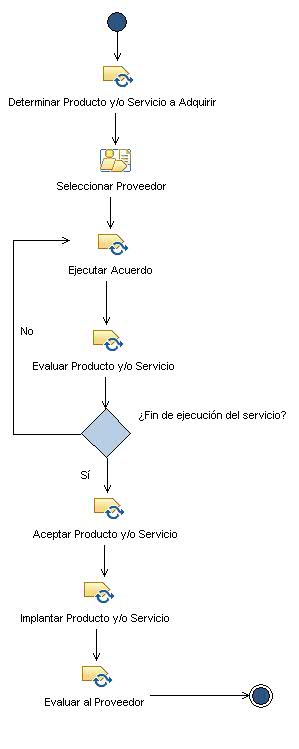 Determinar Producto y/o Servicio a Adquirir
Seleccionar Proveedor
Ejecutar Acuerdo
No
Evaluar Producto y/o Servicio
¿Fin de ejecución del servicio?
Sí
Aceptar Producto y/o Servicio
Implantar Producto y/o Servicio
Evaluar al Proveedor